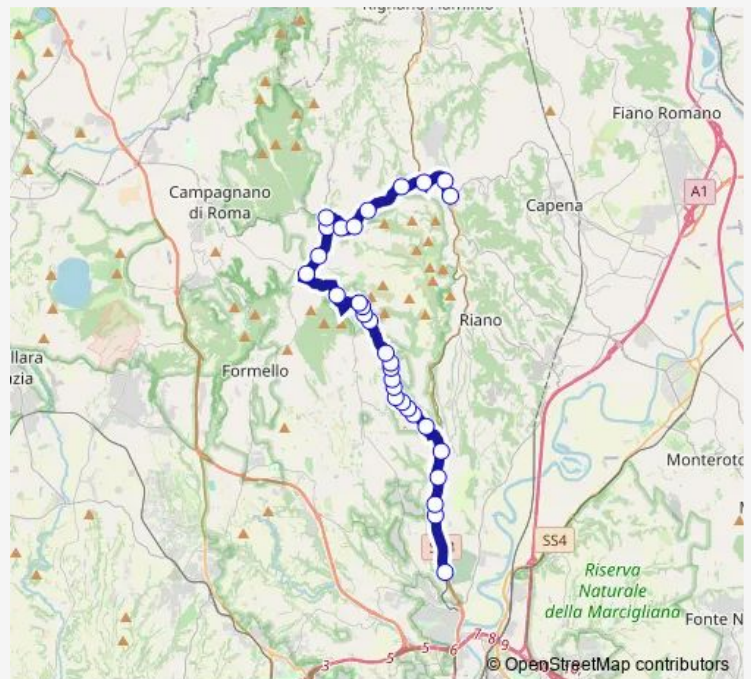 Fiano Romano
Campagnano
di Roma
A1
Capena
Riano
Formello
Monteroto
SS4
Riserva
Naturale
della Marcigliana
Fonte N
3
5
5
6
7
8
9
© OpenStreetMap contributors